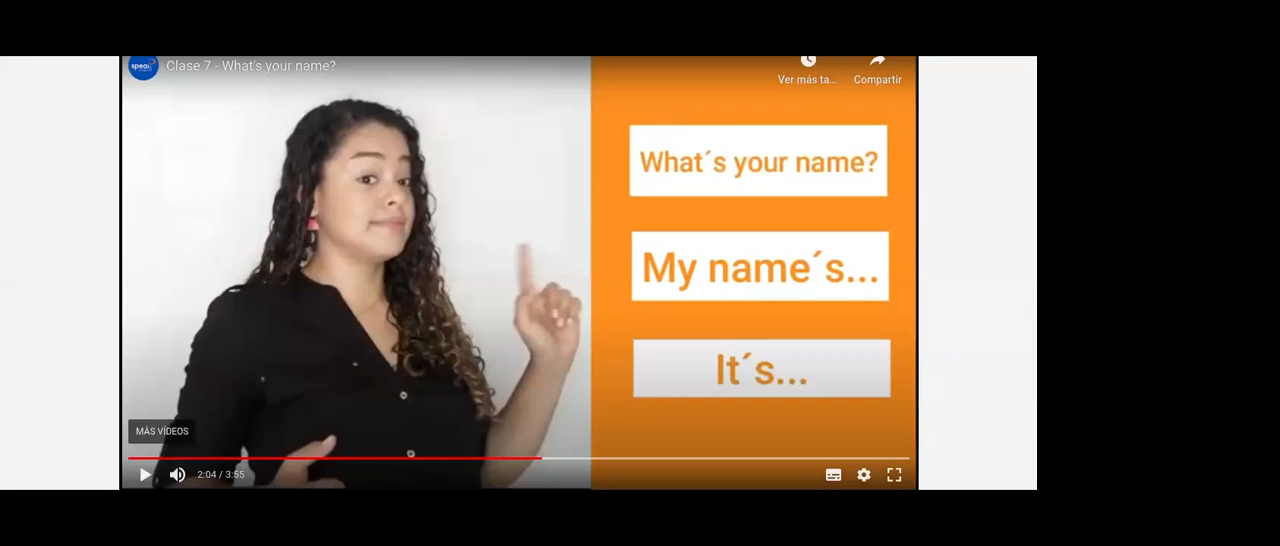 speak
Clase 7 - What's your name?
Ver más ta...
Compartir
What´s your name?
My name´s...
It´s...
MÁS VÍDEOS
2:04 / 3:55